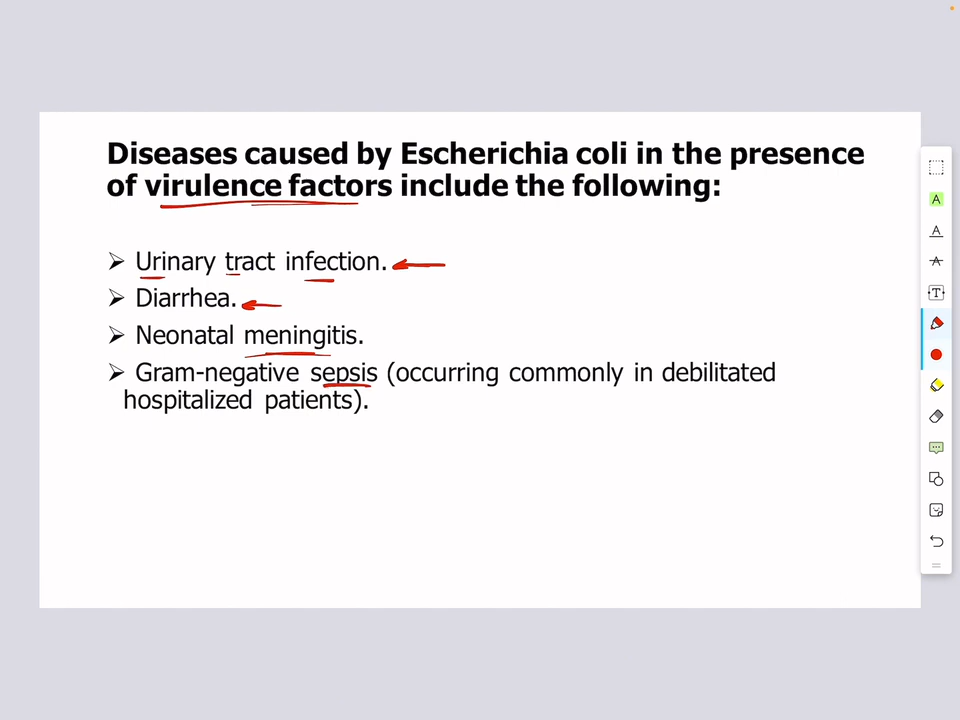 Diseases caused by Escherichia coli in the presence
of virulence factors include the following:
➢ Urinary tract infection.
➢ Diarrhea.
➢ Neonatal meningitis.
➢ Gram-negative sepsis (occurring commonly in debilitated
hospitalized patients).
A
A
A
T